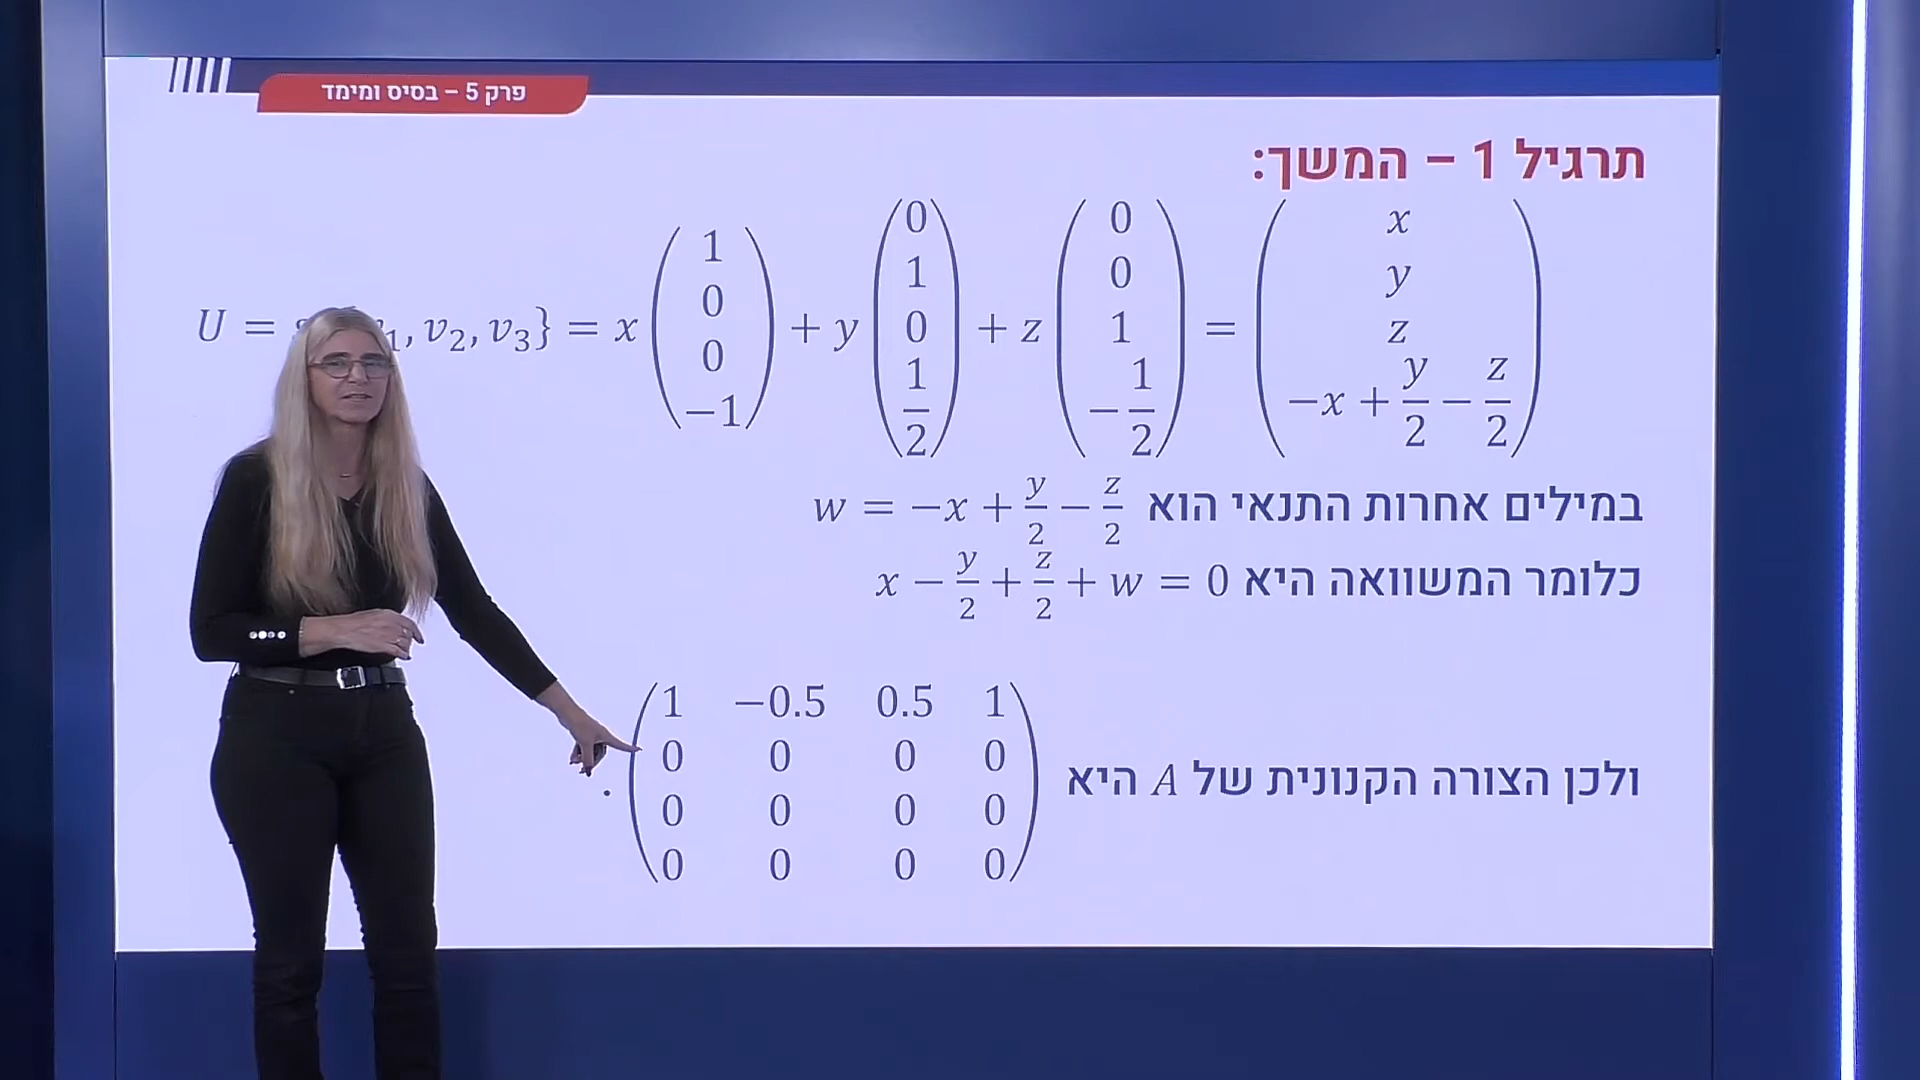 פרק 5 – בסיס ומימד
תרגיל 1 – המשך:
U = , v₂, v₃} = x (1 0 0 −1) + y (0 1 0 1/2) + z (0 0 1 −1/2) = (x y z −x + y/2 − z/2)
במילים אחרות התנאי הוא w = −x + y/2 − z/2
כלומר המשוואה היא x − y/2 + z/2 + w = 0
ולכן הצורה הקנונית של A היא
1 −0.5 0.5 1
0 0 0 0
0 0 0 0
0 0 0 0 .